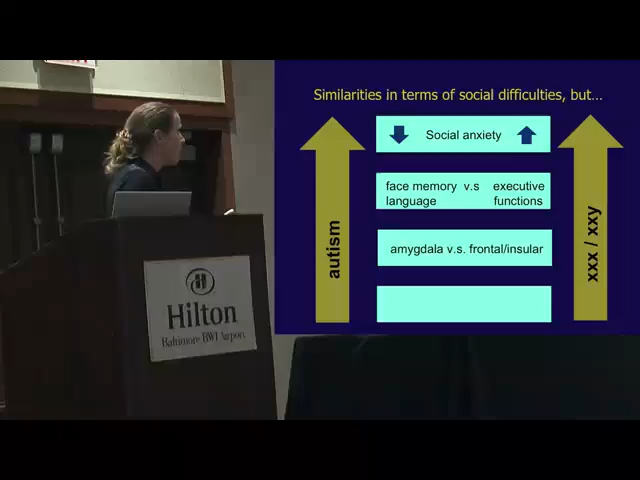 Similarities in terms of social difficulties, but...
Social anxiety
face memory v.s executive
language functions
amygdala v.s. frontal/insular
autism
xxx / xxy
Hilton
Baltimore BWI Airport